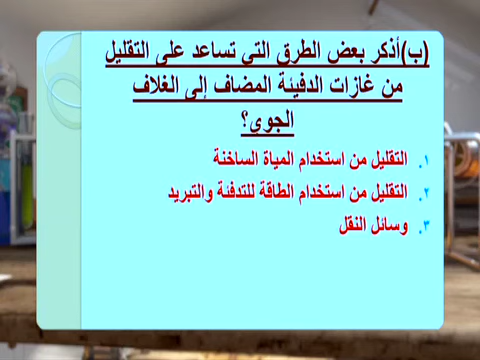 (ب)أذكر بعض الطرق التي تساعد على التقليل
من غازات الدفيئة المضاف إلى الغلاف
الجوي؟
١. التقليل من استخدام المياة الساخنة
٢. التقليل من استخدام الطاقة للتدفئة والتبريد
٣. وسائل النقل